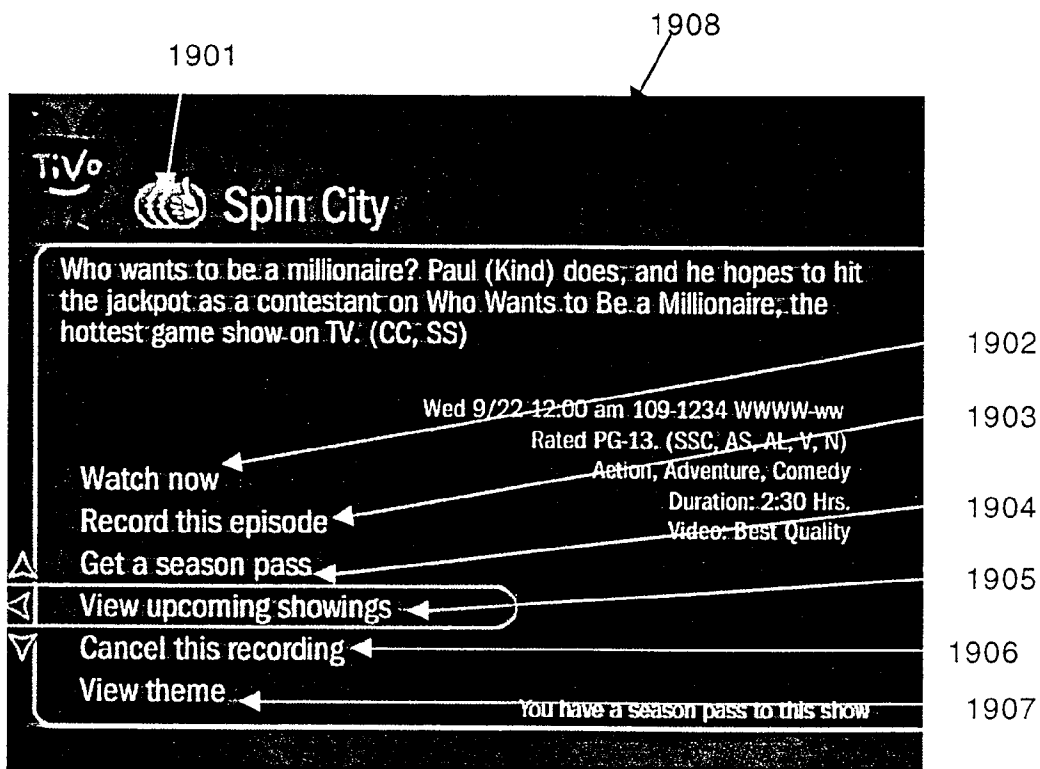 1908
1901
TiVo
Spin City
Who wants to be a millionaire? Paul (Kind) does, and he hopes to hit
the jackpot as a contestant on Who Wants to Be a Millionaire, the
hottest game show on TV. (CC, SS)
1902
Wed 9/22 12:00 am 109-1234 WWWW-ww
1903
Rated PG-13. (SSC, AS, AL, V, N)
Action, Adventure, Comedy
Watch now
Duration: 2:30 Hrs.
1904
Record this episode
Video: Best Quality
Get a season pass
1905
View upcoming showings
Cancel this recording
1906
View theme
You have a season pass to this show
1907